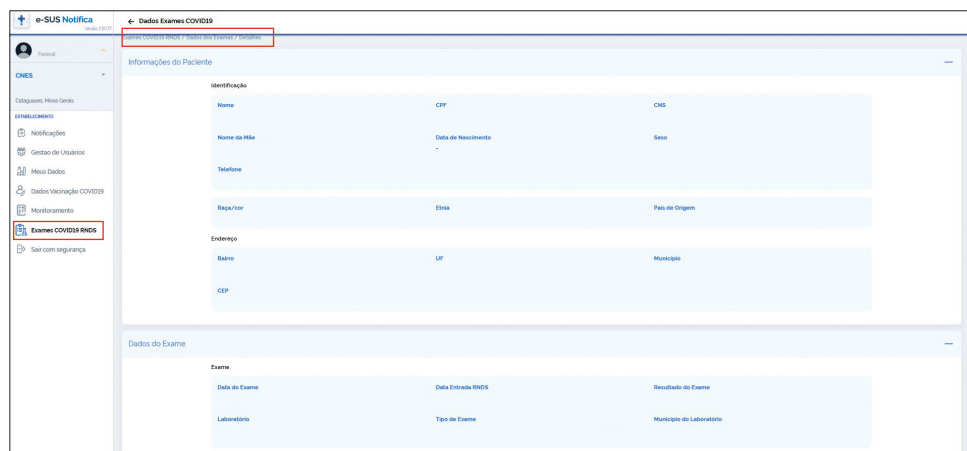 e-SUS Notifica
← Dados Exames COVID19
Exames COVID19 RNDS / Dados dos Exames / Detalhes
Federal
CNES
Cataguases, Minas Gerais
ESTABELECIMENTO
Notificações
Gestao de Usuários
Meus Dados
Dados Vacinação COVID19
Monitoramento
Exames COVID19 RNDS
Sair com segurança
Informações do Paciente
Identificação
Nome CPF CNS
Nome da Mãe Data de Nascimento Sexo
-
Telefone
Raça/cor Etnia País de Origem
Endereço
Bairro UF Município
CEP
Dados do Exame
Exame
Data do Exame Data Entrada RNDS Resultado do Exame
Laboratório Tipo de Exame Município do Laboratório